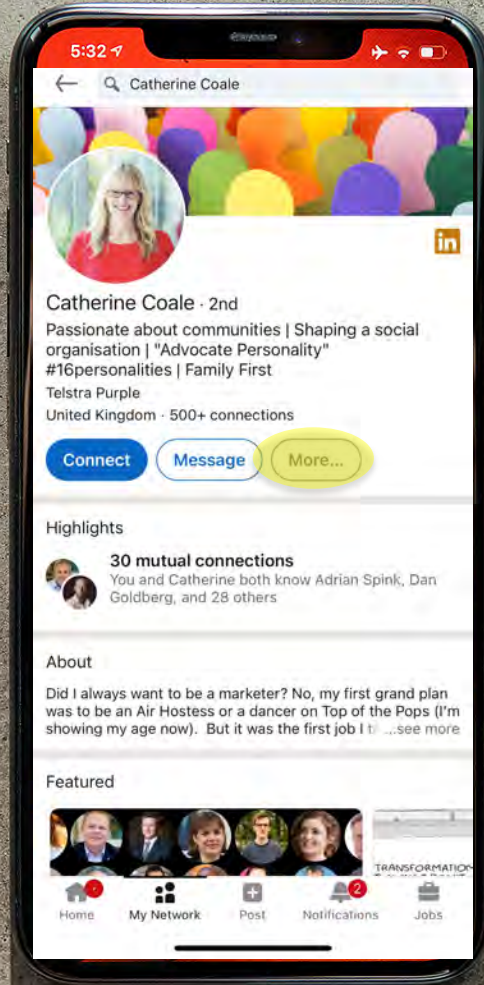 5:32
Catherine Coale
in
Catherine Coale · 2nd
Passionate about communities | Shaping a social
organisation | "Advocate Personality"
#16personalities | Family First
Telstra Purple
United Kingdom · 500+ connections
Connect Message More...
Highlights
30 mutual connections
You and Catherine both know Adrian Spink, Dan
Goldberg, and 28 others
About
Did I always want to be a marketer? No, my first grand plan
was to be an Air Hostess or a dancer on Top of the Pops (I'm
showing my age now). But it was the first job I ...see more
Featured
TRANSFORMATION
2
Home My Network Post Notifications Jobs